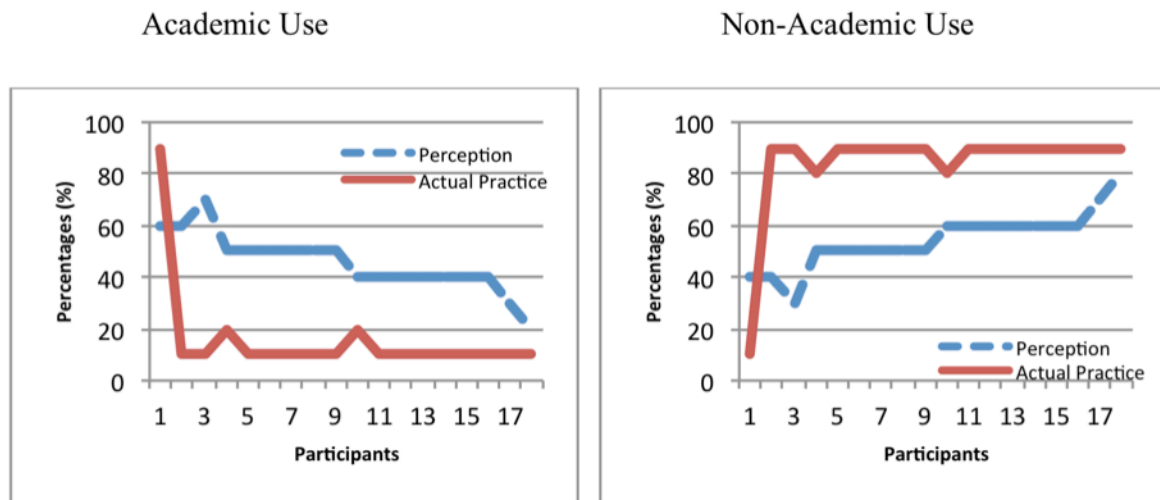 Academic Use
100
80
60
40
20
0
Percentages (%)
Perception
Actual Practice
1 3 5 7 9 11 13 15 17
Participants
Non-Academic Use
100
80
60
40
20
0
Percentages (%)
Perception
Actual Practice
1 3 5 7 9 11 13 15 17
Participants